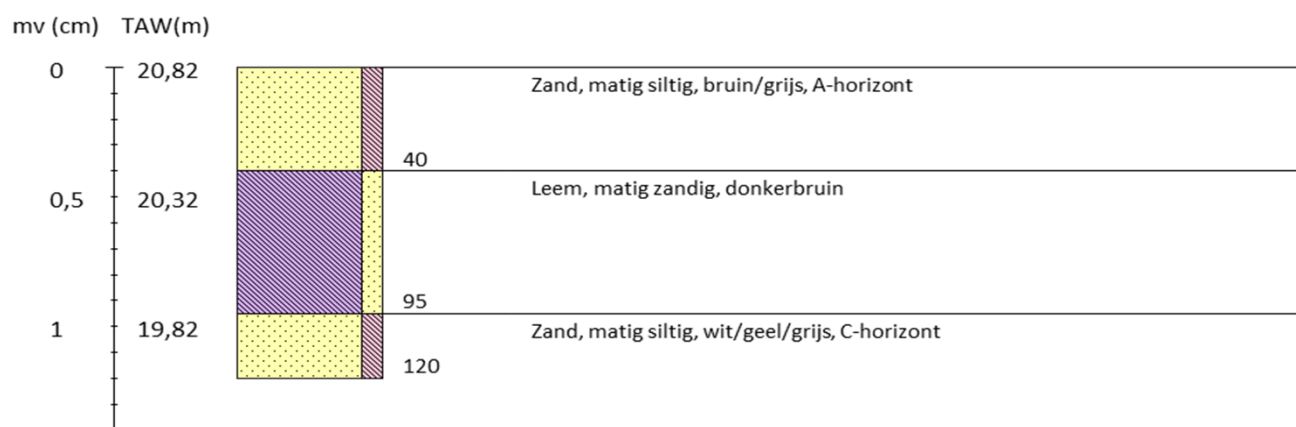 mv (cm) TAW(m)
0 20,82
Zand, matig siltig, bruin/grijs, A-horizont
40
Leem, matig zandig, donkerbruin
0,5 20,32
95
1 19,82
Zand, matig siltig, wit/geel/grijs, C-horizont
120